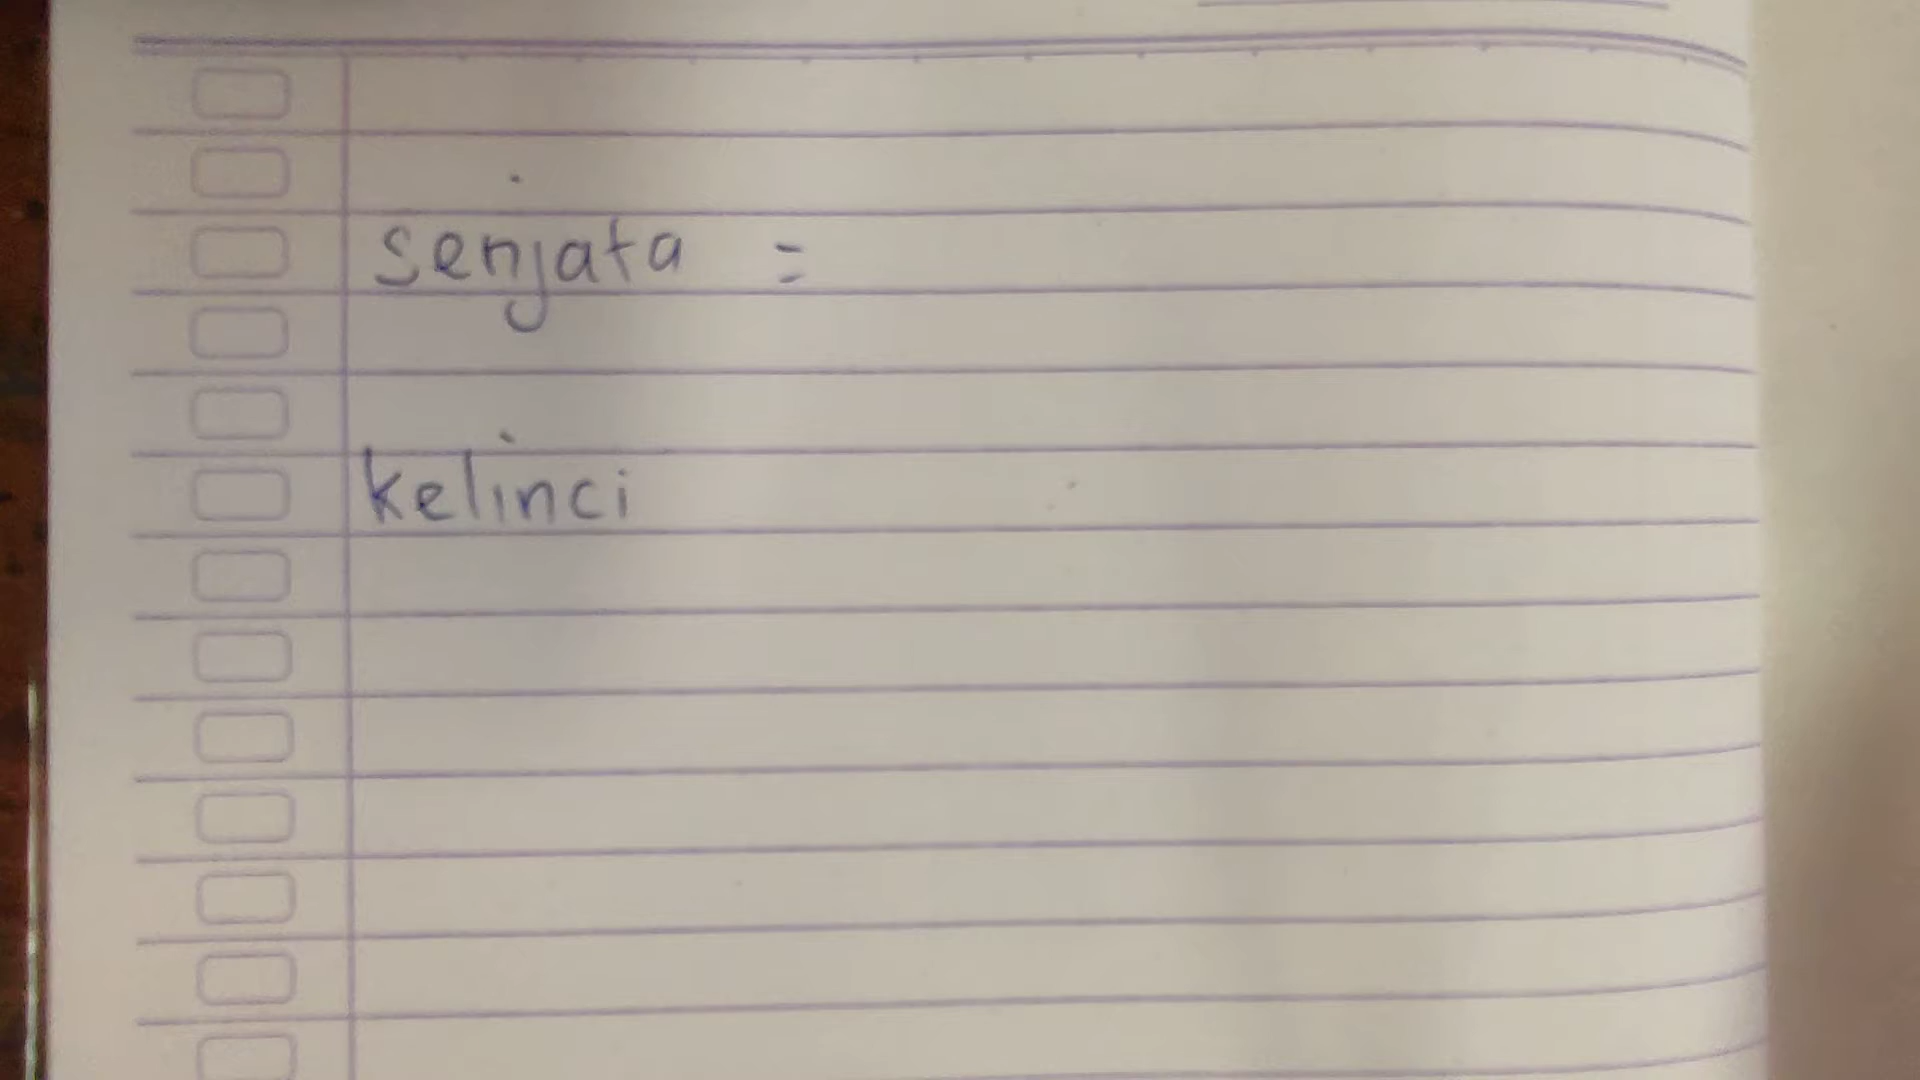 senjata =
kelinci